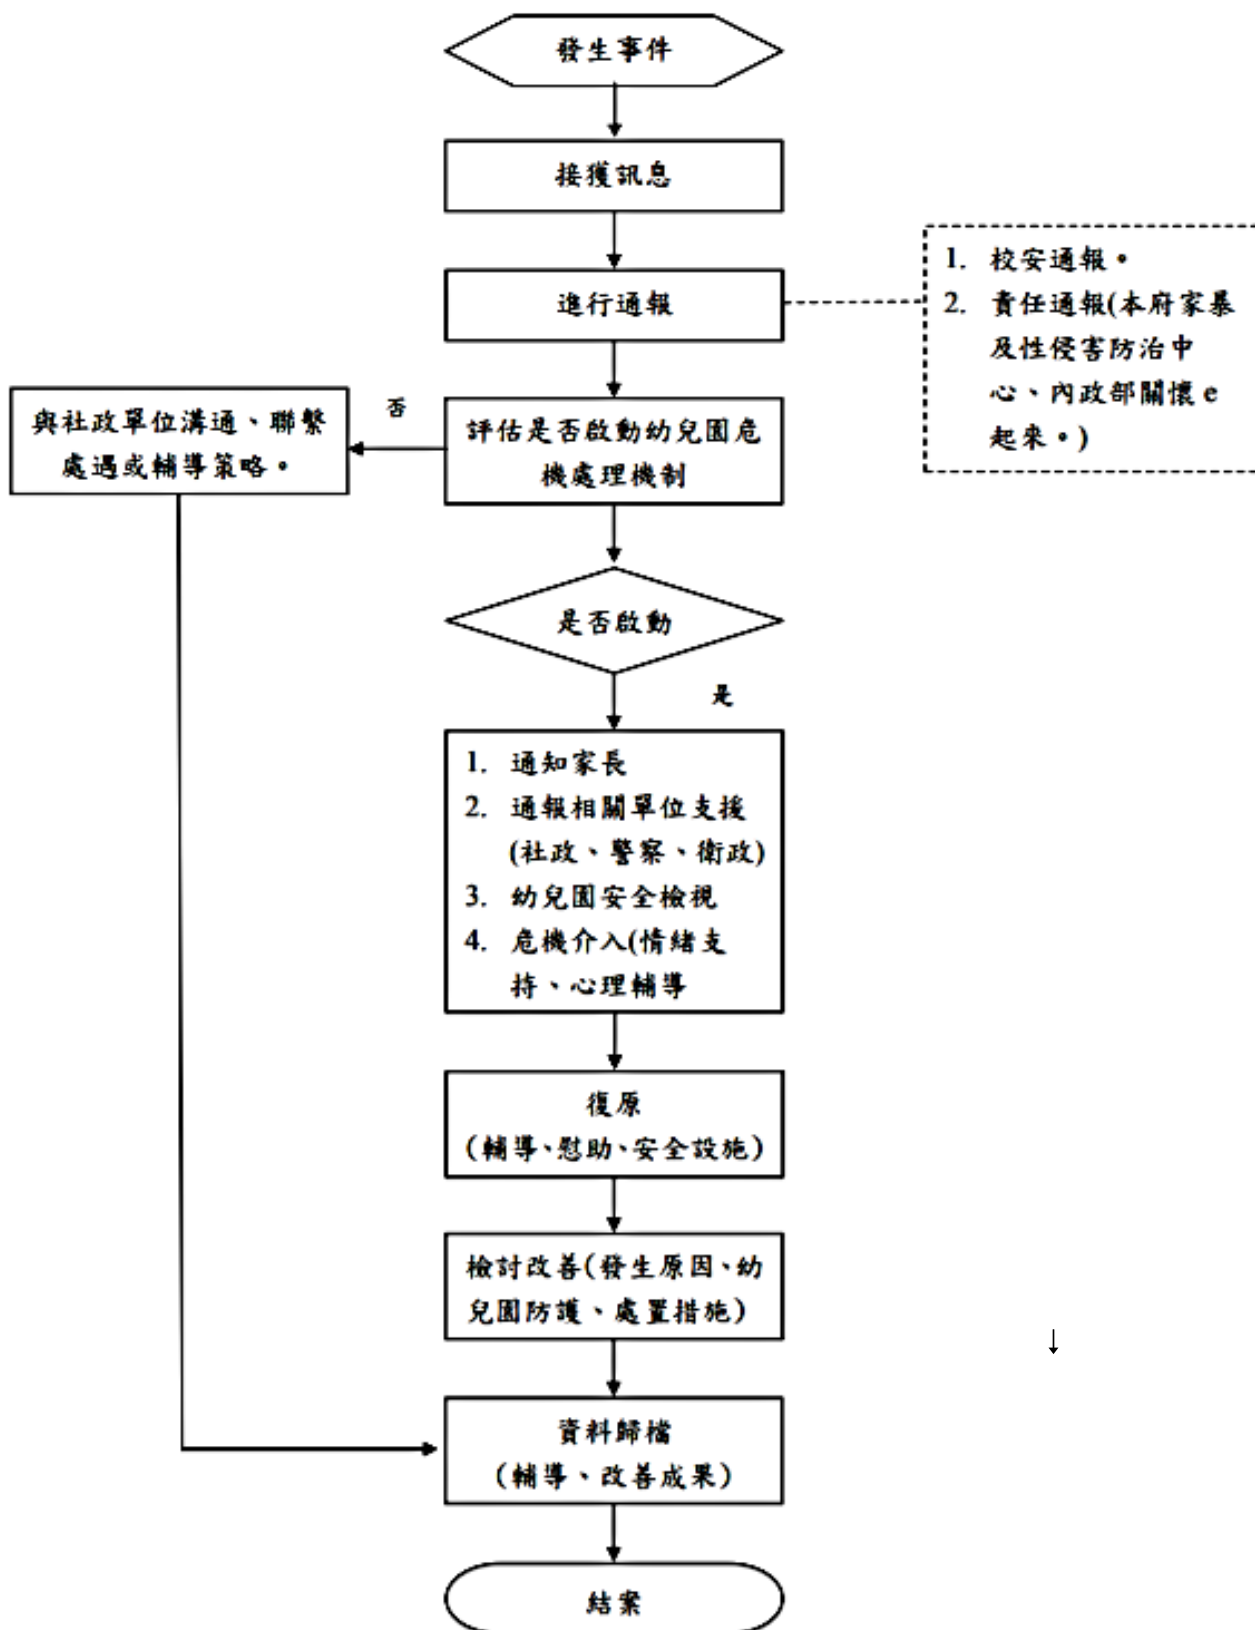 發生事件
接獲訊息
進行通報
1. 校安通報。
2. 責任通報(本府家暴
及性侵害防治中
心、內政部關懷 e
起來。)
否
與社政單位溝通、聯繫
處遇或輔導策略。
評估是否啟動幼兒園危
機處理機制
是否啟動
是
1. 通知家長
2. 通報相關單位支援
(社政、警察、衛政)
3. 幼兒園安全檢視
4. 危機介入(情緒支
持、心理輔導
復原
(輔導、慰助、安全設施)
檢討改善(發生原因、幼
兒園防護、處置措施)
資料歸檔
(輔導、改善成果)
結案